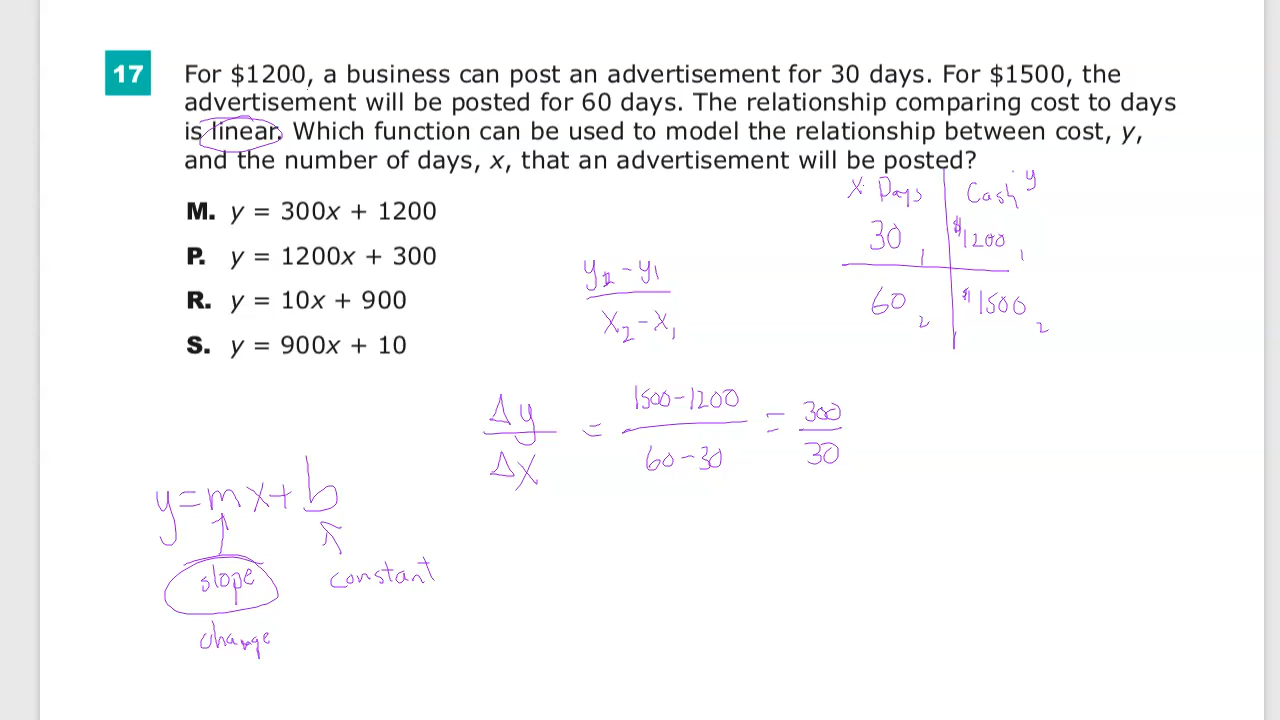 17
For $1200, a business can post an advertisement for 30 days. For $1500, the
advertisement will be posted for 60 days. The relationship comparing cost to days
is linear. Which function can be used to model the relationship between cost, y,
and the number of days, x, that an advertisement will be posted?
M. y = 300x + 1200
P. y = 1200x + 300
R. y = 10x + 900
S. y = 900x + 10
x Days Cash y
30 1 $1200 1
60 2 $1500 2
y2 - y1
x2 - x1
Δy = 1500-1200 = 300
Δx 60-30 30
y=mx+b
slope constant
change